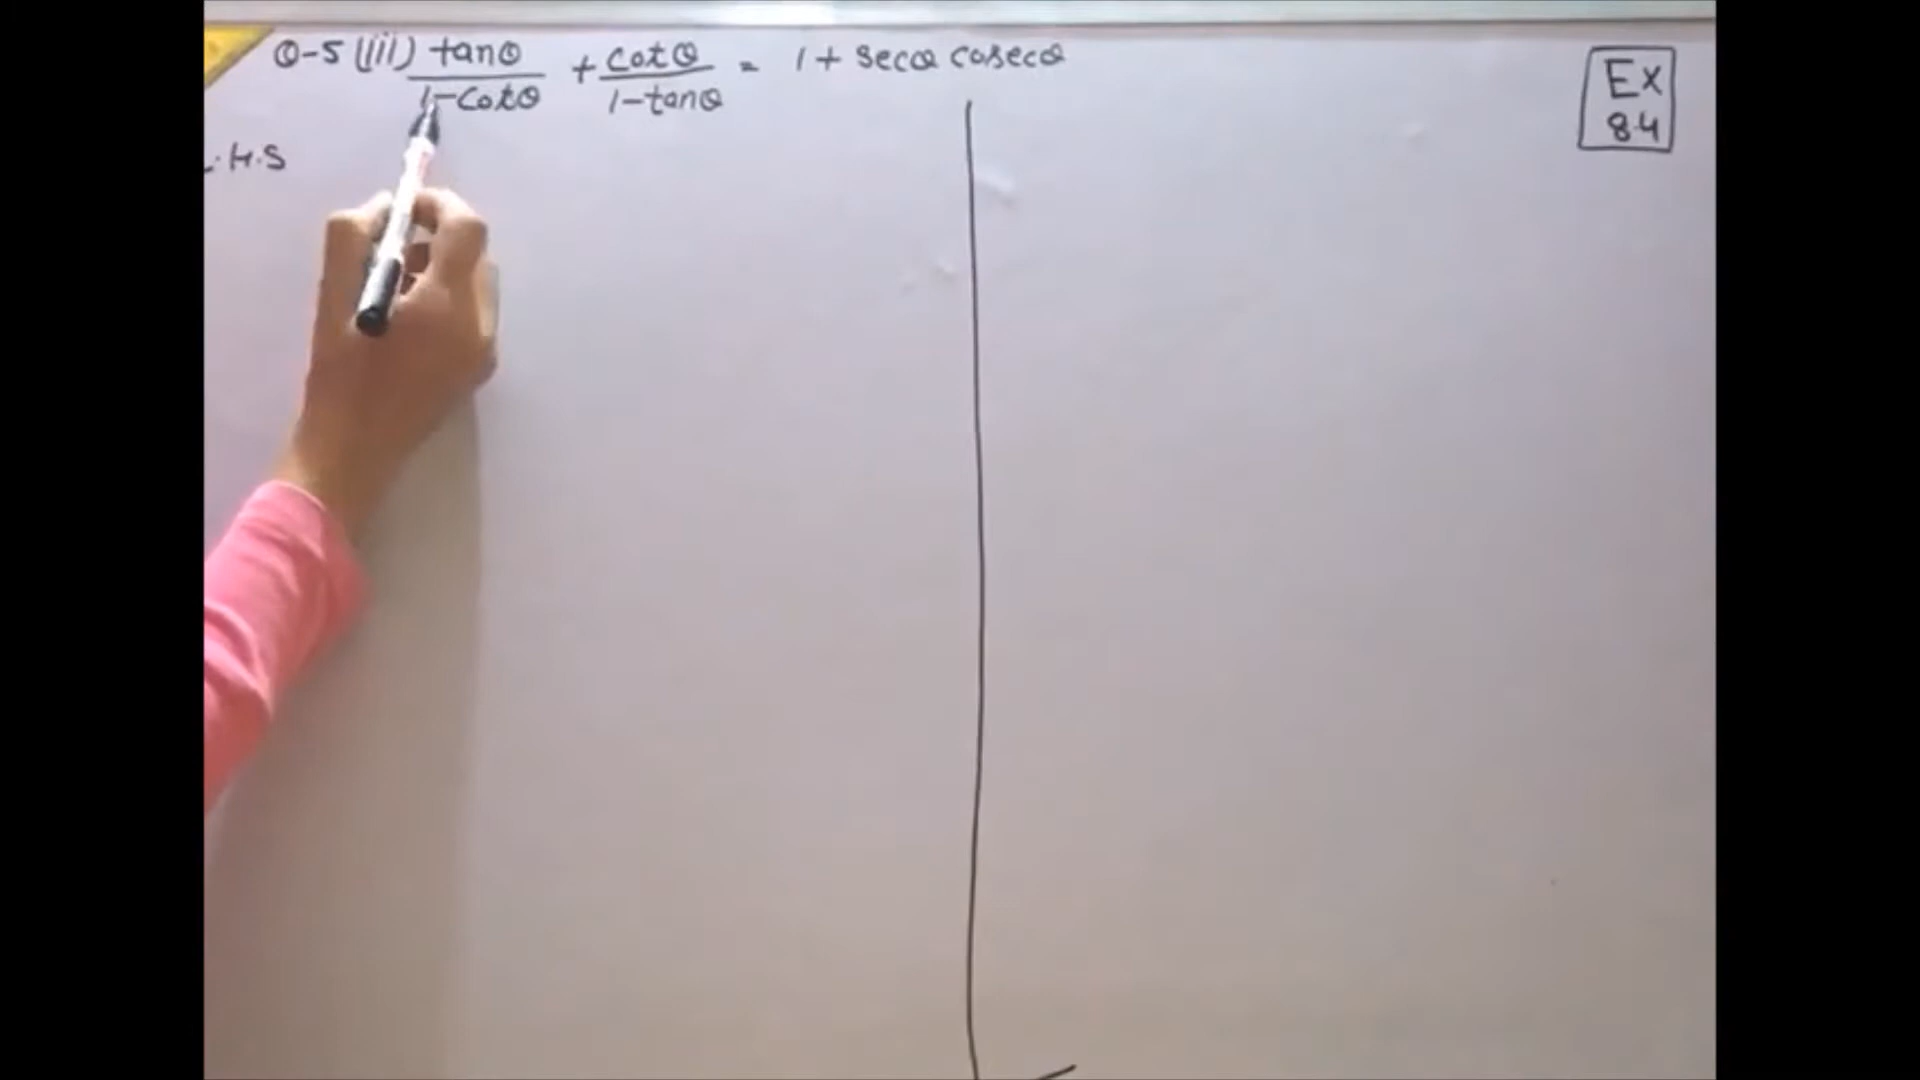 Q-5 (iii) tanθ/1-cotθ + cotθ/1-tanθ = 1 + secθ cosecθ
Ex
8.4
L.H.S